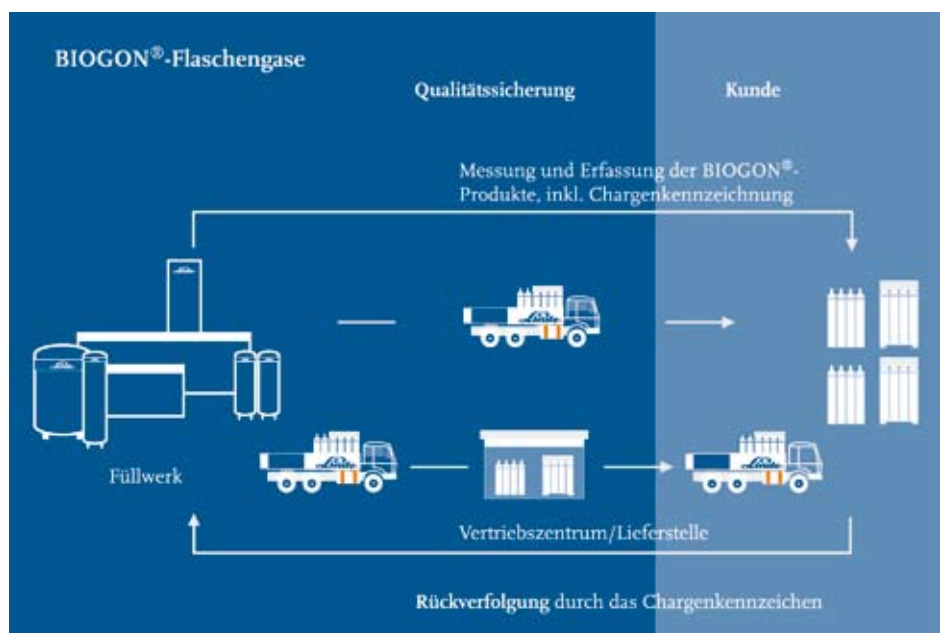 BIOGON®-Flaschengase
Qualitätssicherung
Kunde
Messung und Erfassung der BIOGON®-
Produkte, inkl. Chargenkennzeichnung
Füllwerk
Vertriebszentrum/Lieferstelle
Rückverfolgung durch das Chargenkennzeichen